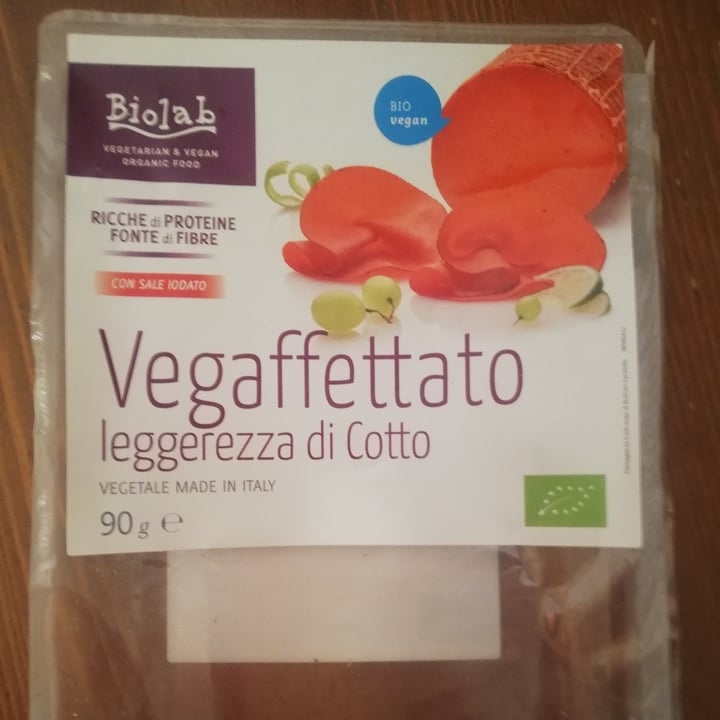 Biolab
VEGETARIAN & VEGAN
ORGANIC FOOD
BIO
vegan
RICCHE di PROTEINE
FONTE di FIBRE
CON SALE IODATO
Vegaffettato
leggerezza di Cotto
VEGETALE MADE IN ITALY
90 g ℮